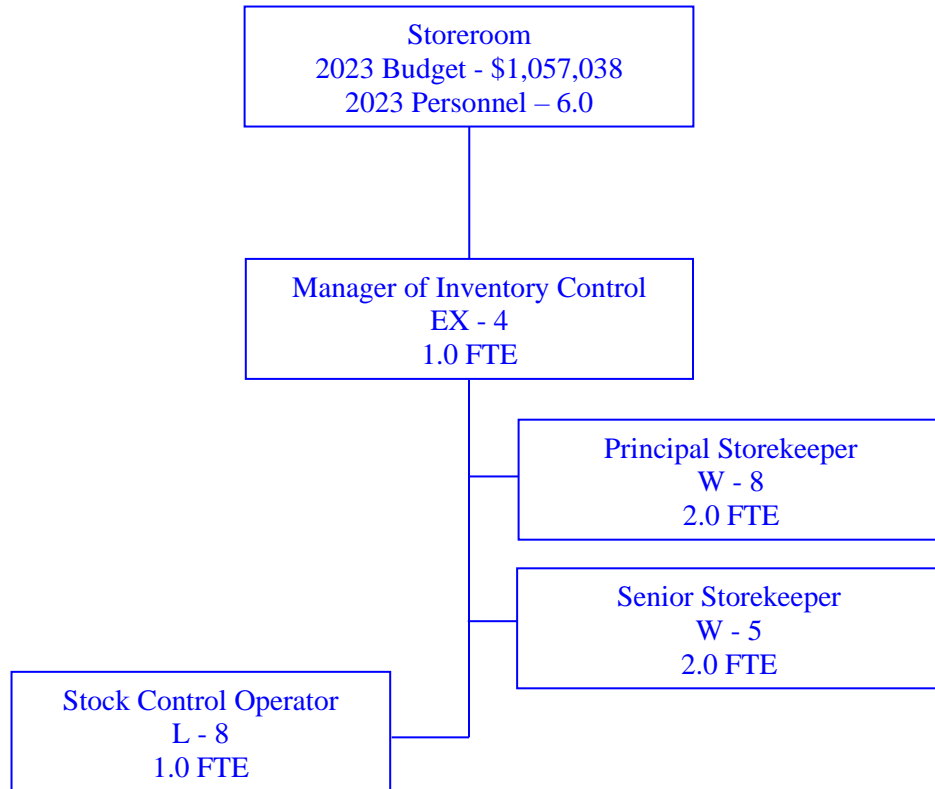 Storeroom
2023 Budget - $1,057,038
2023 Personnel – 6.0
Manager of Inventory Control
EX - 4
1.0 FTE
Principal Storekeeper
W - 8
2.0 FTE
Senior Storekeeper
W - 5
2.0 FTE
Stock Control Operator
L - 8
1.0 FTE